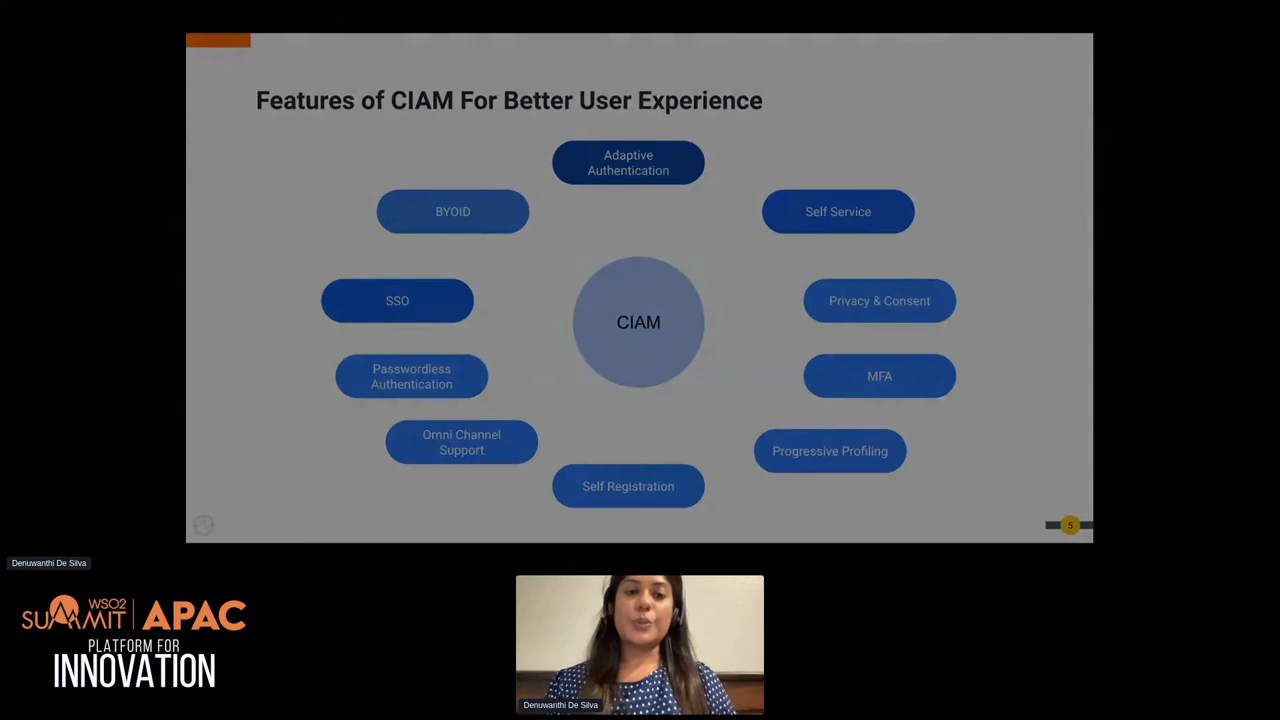 Features of CIAM For Better User Experience
Adaptive
Authentication
BYOID
Self Service
SSO
Privacy & Consent
CIAM
Passwordless
Authentication
MFA
Omni Channel
Support
Progressive Profiling
Self Registration
5
Denuwanthi De Silva
WSO2
SUMMIT
APAC
PLATFORM FOR
INNOVATION
Denuwanthi De Silva